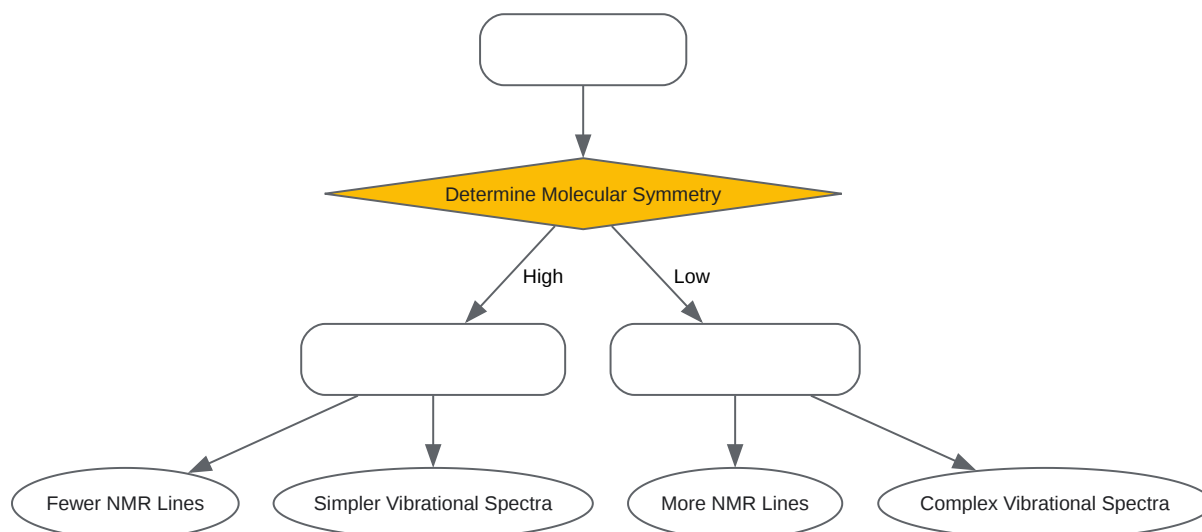 Determine Molecular Symmetry
High
Low
Fewer NMR Lines
Simpler Vibrational Spectra
More NMR Lines
Complex Vibrational Spectra